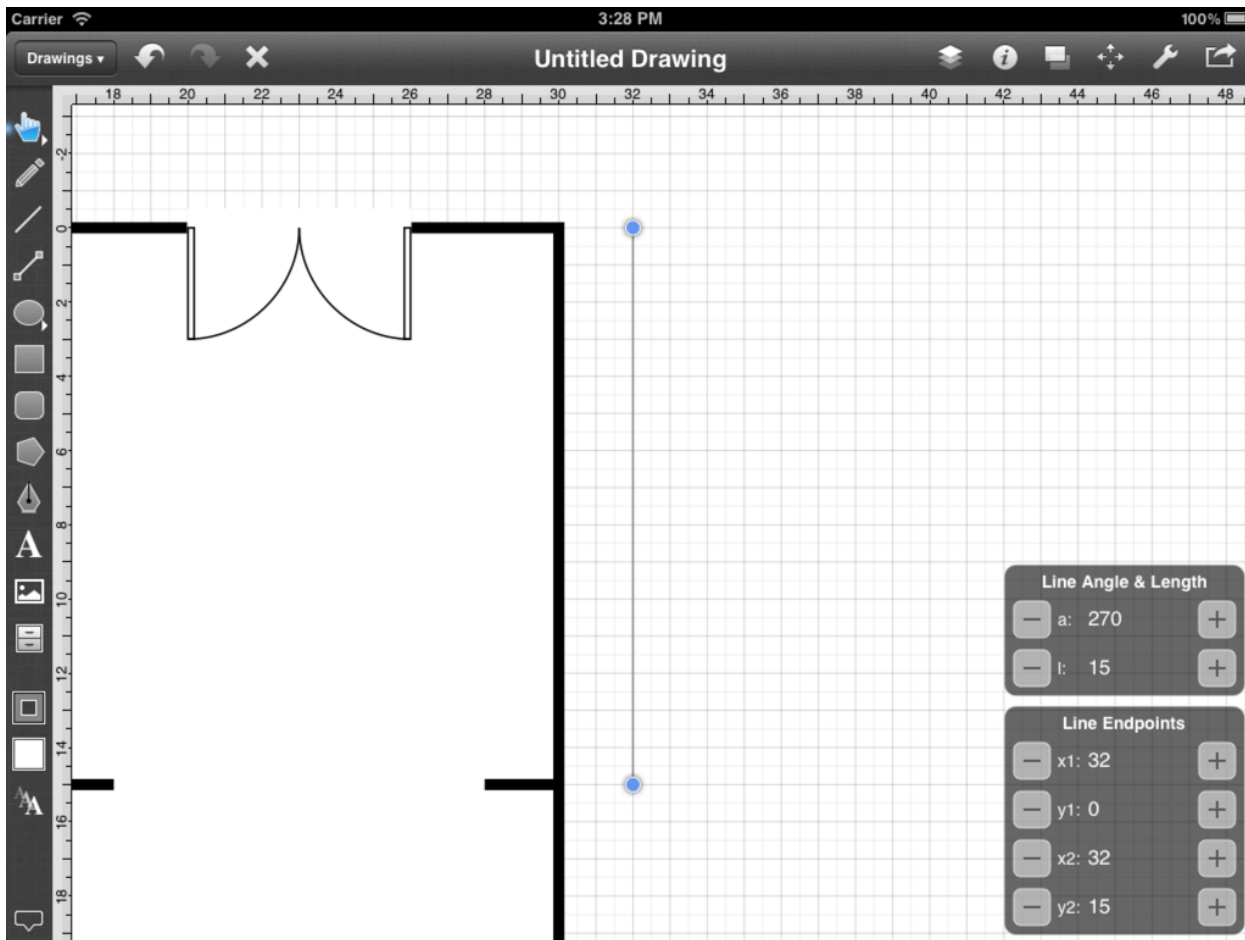 Carrier 3:28 PM 100%
Drawings ▾ Untitled Drawing i
18 20 22 24 26 28 30 32 34 36 38 40 42 44 46 48
-2
0
2
4
6
8
10
12
14
16
18
A
AAA
Line Angle & Length
− a: 270 +
− l: 15 +
Line Endpoints
− x1: 32 +
− y1: 0 +
− x2: 32 +
− y2: 15 +